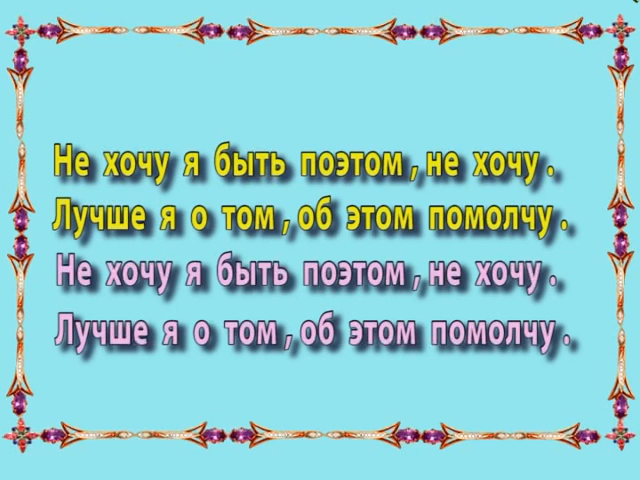 Не хочу я быть поэтом , не хочу .
Лучше я о том , об этом помолчу .
Не хочу я быть поэтом , не хочу .
Лучше я о том , об этом помолчу .